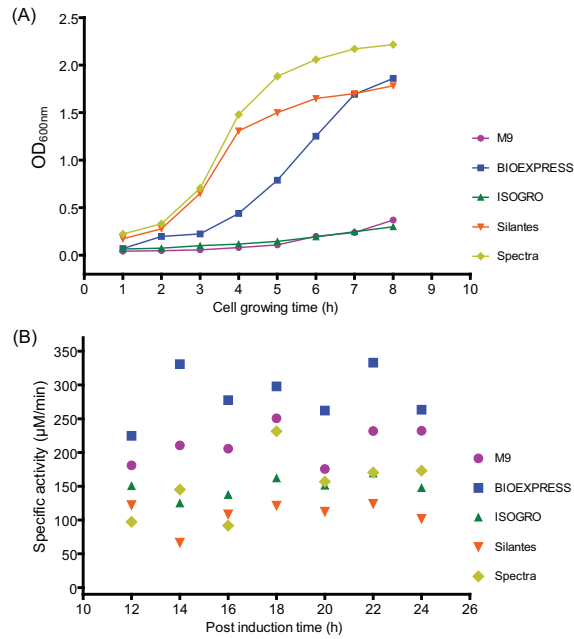 (A)
OD600nm
2.5
2.0
1.5
1.0
0.5
0.0
0 1 2 3 4 5 6 7 8 9 10
Cell growing time (h)
M9
BIOEXPRESS
ISOGRO
Silantes
Spectra
(B)
Specific activity (µM/min)
350
300
250
200
150
100
50
0
10 12 14 16 18 20 22 24 26
Post induction time (h)
M9
BIOEXPRESS
ISOGRO
Silantes
Spectra